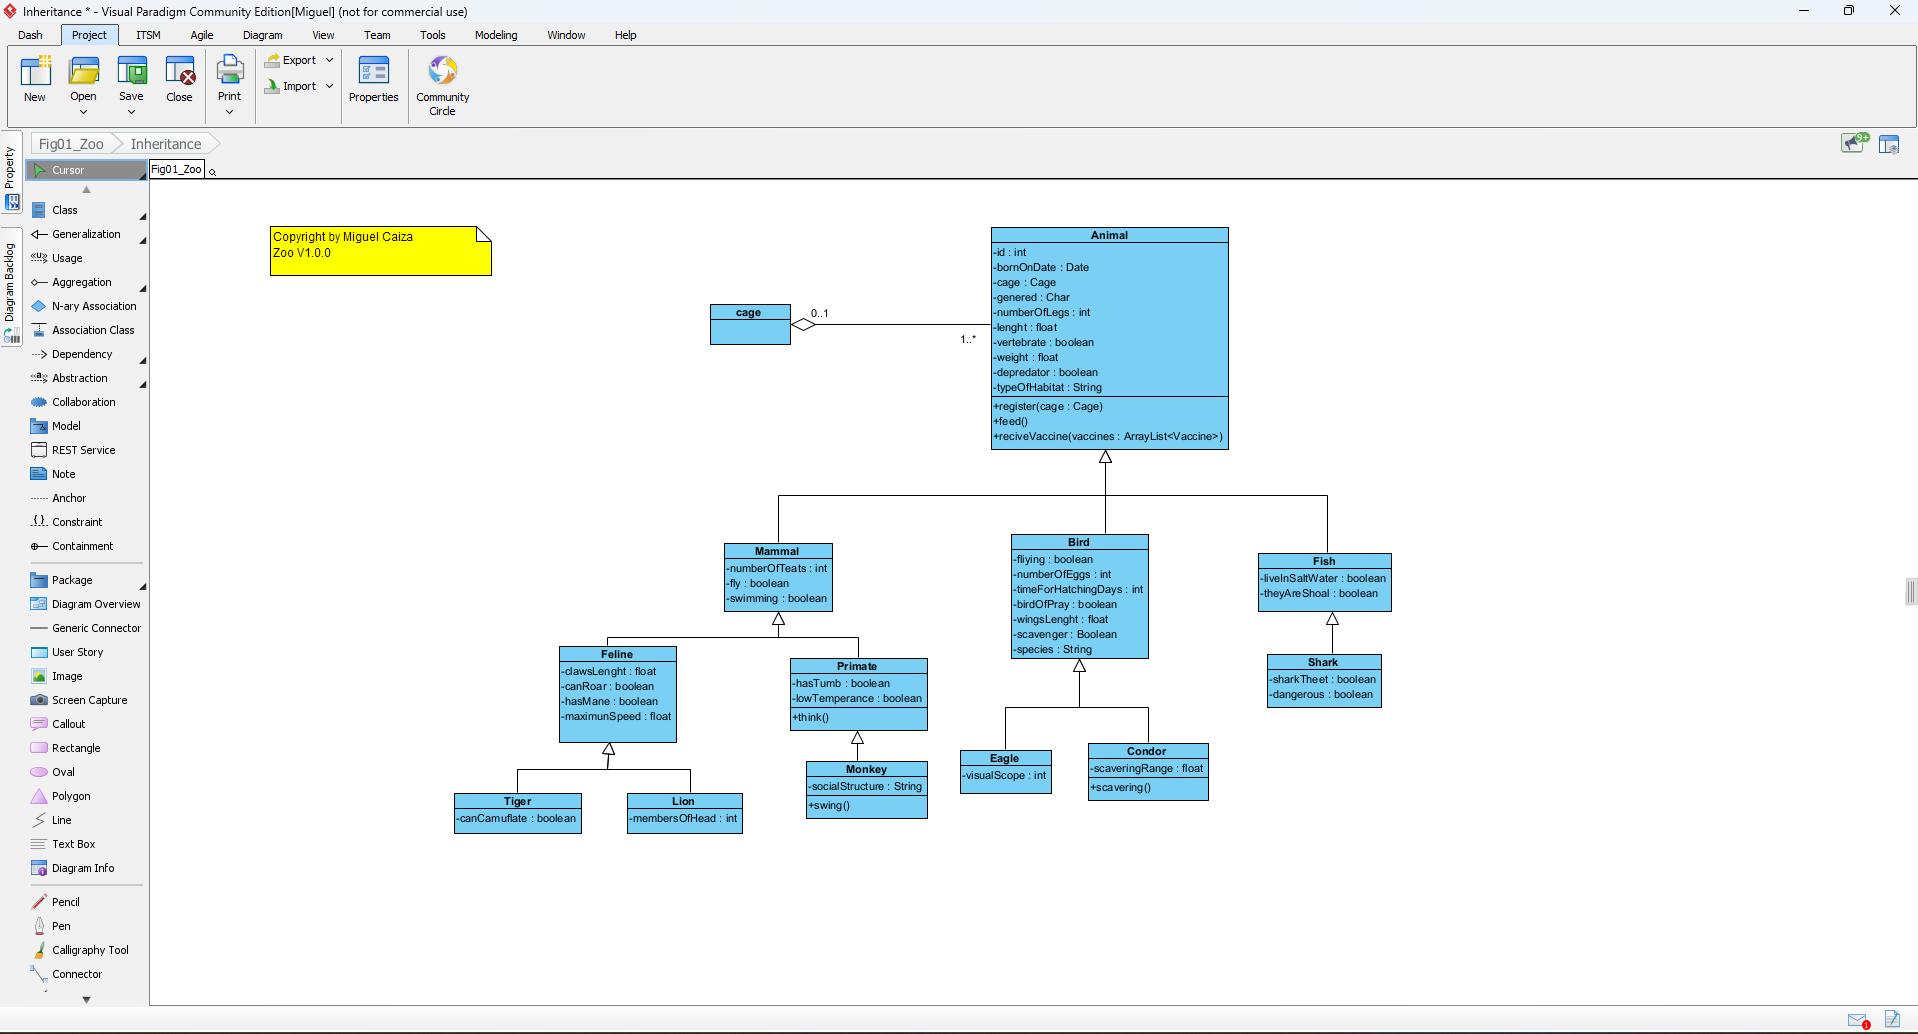 Inheritance * - Visual Paradigm Community Edition[Miguel] (not for commercial use)
Dash Project ITSM Agile Diagram View Team Tools Modeling Window Help
New Open Save Close Print Export Import Properties Community Circle
Fig01_Zoo Inheritance
9+
Property
Diagram Backlog
Cursor
Fig01_Zoo
Class
Generalization
Usage
Aggregation
N-ary Association
Association Class
Dependency
Abstraction
Collaboration
Model
REST Service
Note
Anchor
Constraint
Containment
Package
Diagram Overview
Generic Connector
User Story
Image
Screen Capture
Callout
Rectangle
Oval
Polygon
Line
Text Box
Diagram Info
Pencil
Pen
Calligraphy Tool
Connector
Copyright by Miguel Caiza
Zoo V1.0.0
cage
0..1
1..*
Animal
-id : int
-bornOnDate : Date
-cage : Cage
-genered : Char
-numberOfLegs : int
-lenght : float
-vertebrate : boolean
-weight : float
-depredator : boolean
-typeOfHabitat : String
+register(cage : Cage)
+feed()
+reciveVaccine(vaccines : ArrayList<Vaccine>)
Mammal
-numberOfTeats : int
-fly : boolean
-swimming : boolean
Bird
-fliying : boolean
-numberOfEggs : int
-timeForHatchingDays : int
-birdOfPray : boolean
-wingsLenght : float
-scavenger : Boolean
-species : String
Fish
-liveInSaltWater : boolean
-theyAreShoal : boolean
Feline
-clawsLenght : float
-canRoar : boolean
-hasMane : boolean
-maximunSpeed : float
Primate
-hasTumb : boolean
-lowTemperance : boolean
+think()
Shark
-sharkTheet : boolean
-dangerous : boolean
Tiger
-canCamuflate : boolean
Lion
-membersOfHead : int
Monkey
-socialStructure : String
+swing()
Eagle
-visualScope : int
Condor
-scaveringRange : float
+scavering()
1